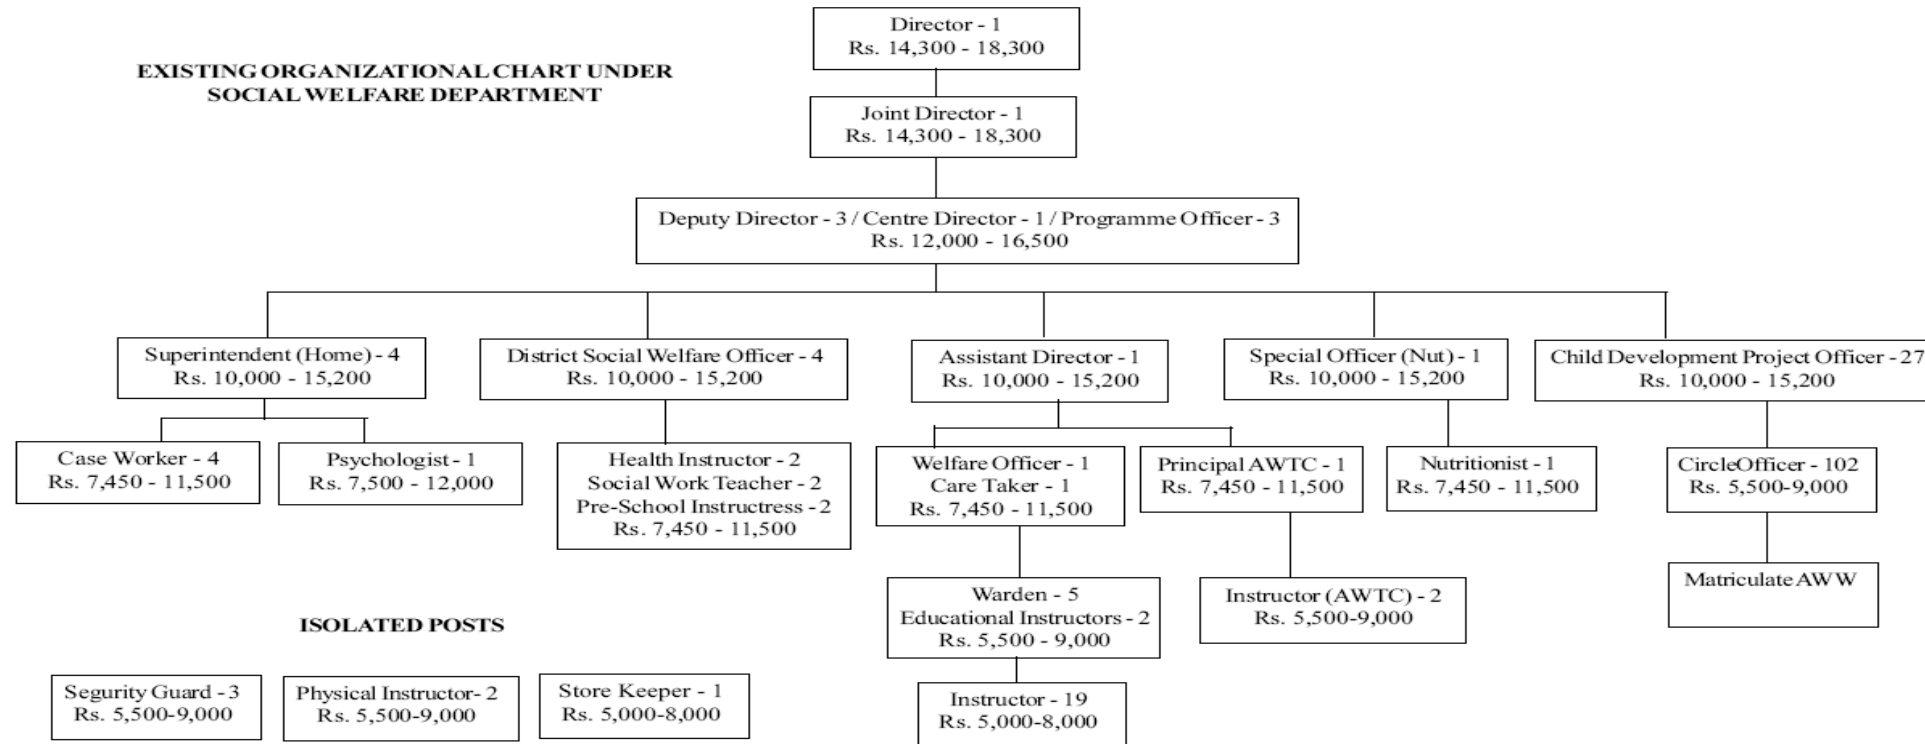 Director - 1
Rs. 14,300 - 18,300
EXISTING ORGANIZATIONAL CHART UNDER
SOCIAL WELFARE DEPARTMENT
Joint Director - 1
Rs. 14,300 - 18,300
Deputy Director - 3 / Centre Director - 1 / Programme Officer - 3
Rs. 12,000 - 16,500
Superintendent (Home) - 4
Rs. 10,000 - 15,200
District Social Welfare Officer - 4
Rs. 10,000 - 15,200
Assistant Director - 1
Rs. 10,000 - 15,200
Special Officer (Nut) - 1
Rs. 10,000 - 15,200
Child Development Project Officer - 27
Rs. 10,000 - 15,200
Case Worker - 4
Rs. 7,450 - 11,500
Psychologist - 1
Rs. 7,500 - 12,000
Health Instructor - 2
Social Work Teacher - 2
Pre-School Instructress - 2
Rs. 7,450 - 11,500
Welfare Officer - 1
Care Taker - 1
Rs. 7,450 - 11,500
Principal AWTC - 1
Rs. 7,450 - 11,500
Nutritionist - 1
Rs. 7,450 - 11,500
CircleOfficer - 102
Rs. 5,500-9,000
Warden - 5
Educational Instructors - 2
Rs. 5,500 - 9,000
Instructor (AWTC) - 2
Rs. 5,500-9,000
Matriculate AWW
Instructor - 19
Rs. 5,000-8,000
ISOLATED POSTS
Segurity Guard - 3
Rs. 5,500-9,000
Physical Instructor- 2
Rs. 5,500-9,000
Store Keeper - 1
Rs. 5,000-8,000